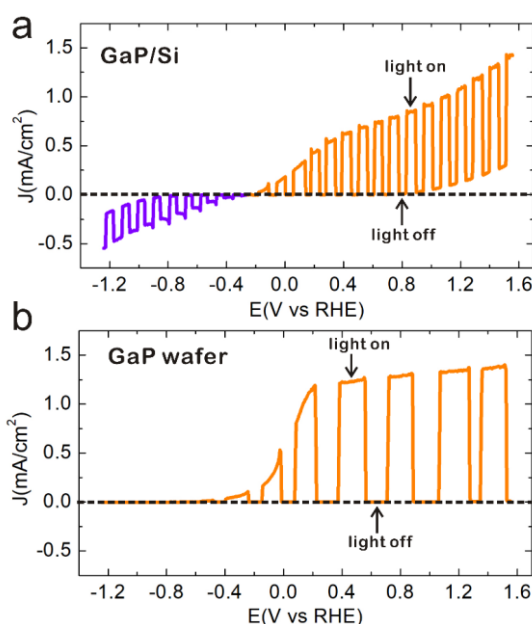 a
GaP/Si
light on
light off
J(mA/cm²)
1.5
1.0
0.5
0.0
-0.5
-1.2 -0.8 -0.4 0.0 0.4 0.8 1.2 1.6
E(V vs RHE)
b
GaP wafer
light on
light off
J(mA/cm²)
1.5
1.0
0.5
0.0
-0.5
-1.2 -0.8 -0.4 0.0 0.4 0.8 1.2 1.6
E(V vs RHE)